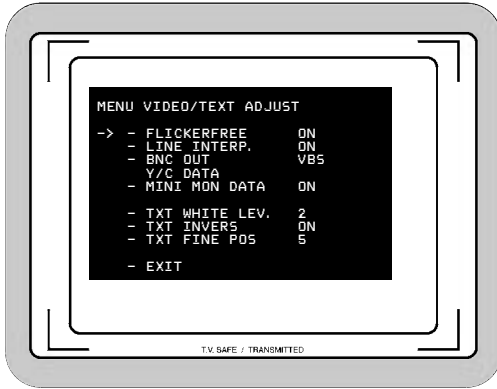 MENU VIDEO/TEXT ADJUST
-> - FLICKERFREE ON
- LINE INTERP. ON
- BNC OUT VBS
Y/C DATA
- MINI MON DATA ON
- TXT WHITE LEV. 2
- TXT INVERS ON
- TXT FINE POS 5
- EXIT
T.V. SAFE / TRANSMITTED